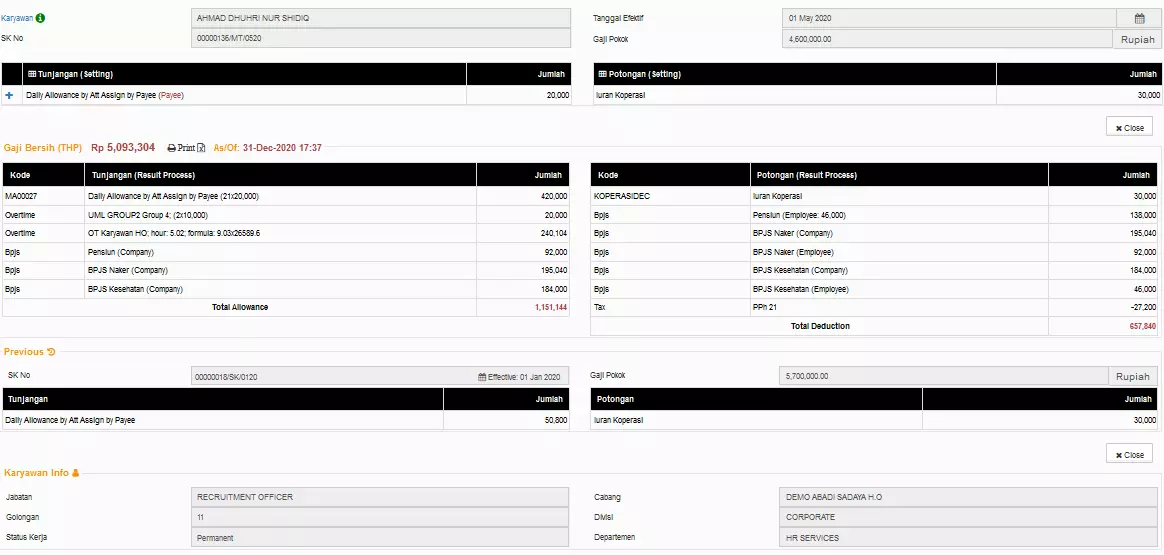 Karyawan AHMAD DHUHRI NUR SHIDIQ Tanggal Efektif 01 May 2020
SK No 00000136/MT/0520 Gaji Pokok 4,600,000.00 Rupiah
Tunjangan (Setting) Jumlah Potongan (Setting) Jumlah
Daily Allowance by Att Assign by Payee (Payee) 20,000 Iuran Koperasi 30,000
Close
Gaji Bersih (THP) Rp 5,093,304 Print As/Of: 31-Dec-2020 17:37
Kode Tunjangan (Result Process) Jumlah Kode Potongan (Result Process) Jumlah
MA00027 Daily Allowance by Att Assign by Payee (21x20,000) 420,000 KOPERASIDEC Iuran Koperasi 30,000
Overtime UML GROUP2 Group 4; (2x10,000) 20,000 Bpjs Pensiun (Employee: 46,000) 138,000
Overtime OT Karyawan HO; hour: 5.02; formula: 9.03x26589.6 240,104 Bpjs BPJS Naker (Company) 195,040
Bpjs Pensiun (Company) 92,000 Bpjs BPJS Naker (Employee) 92,000
Bpjs BPJS Naker (Company) 195,040 Bpjs BPJS Kesehatan (Company) 184,000
Bpjs BPJS Kesehatan (Company) 184,000 Bpjs BPJS Kesehatan (Employee) 46,000
Total Allowance 1,151,144 Tax PPh 21 -27,200
Total Deduction 657,840
Previous
SK No 00000018/SK/0120 Effective: 01 Jan 2020 Gaji Pokok 5,700,000.00 Rupiah
Tunjangan Jumlah Potongan Jumlah
Daily Allowance by Att Assign by Payee 50,800 Iuran Koperasi 30,000
Close
Karyawan Info
Jabatan RECRUITMENT OFFICER Cabang DEMO ABADI SADAYA H.O
Golongan 11 Divisi CORPORATE
Status Kerja Permanent Departemen HR SERVICES